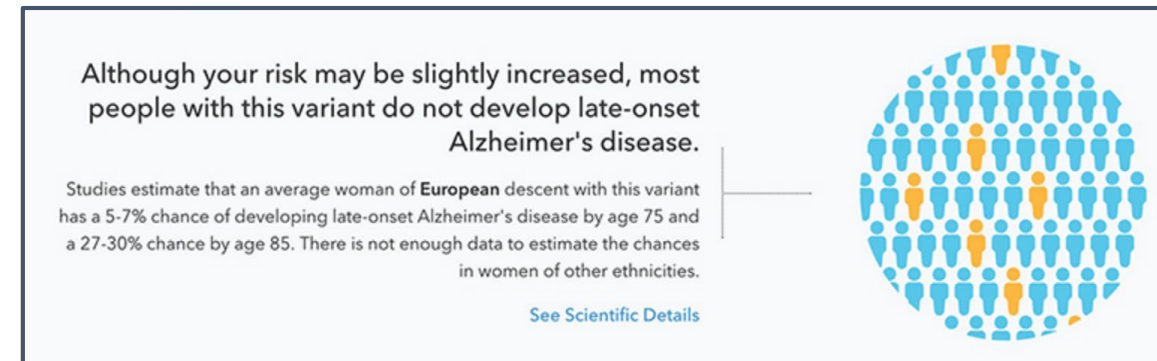 Although your risk may be slightly increased, most
people with this variant do not develop late-onset
Alzheimer's disease.
Studies estimate that an average woman of European descent with this variant
has a 5-7% chance of developing late-onset Alzheimer's disease by age 75 and
a 27-30% chance by age 85. There is not enough data to estimate the chances
in women of other ethnicities.
See Scientific Details